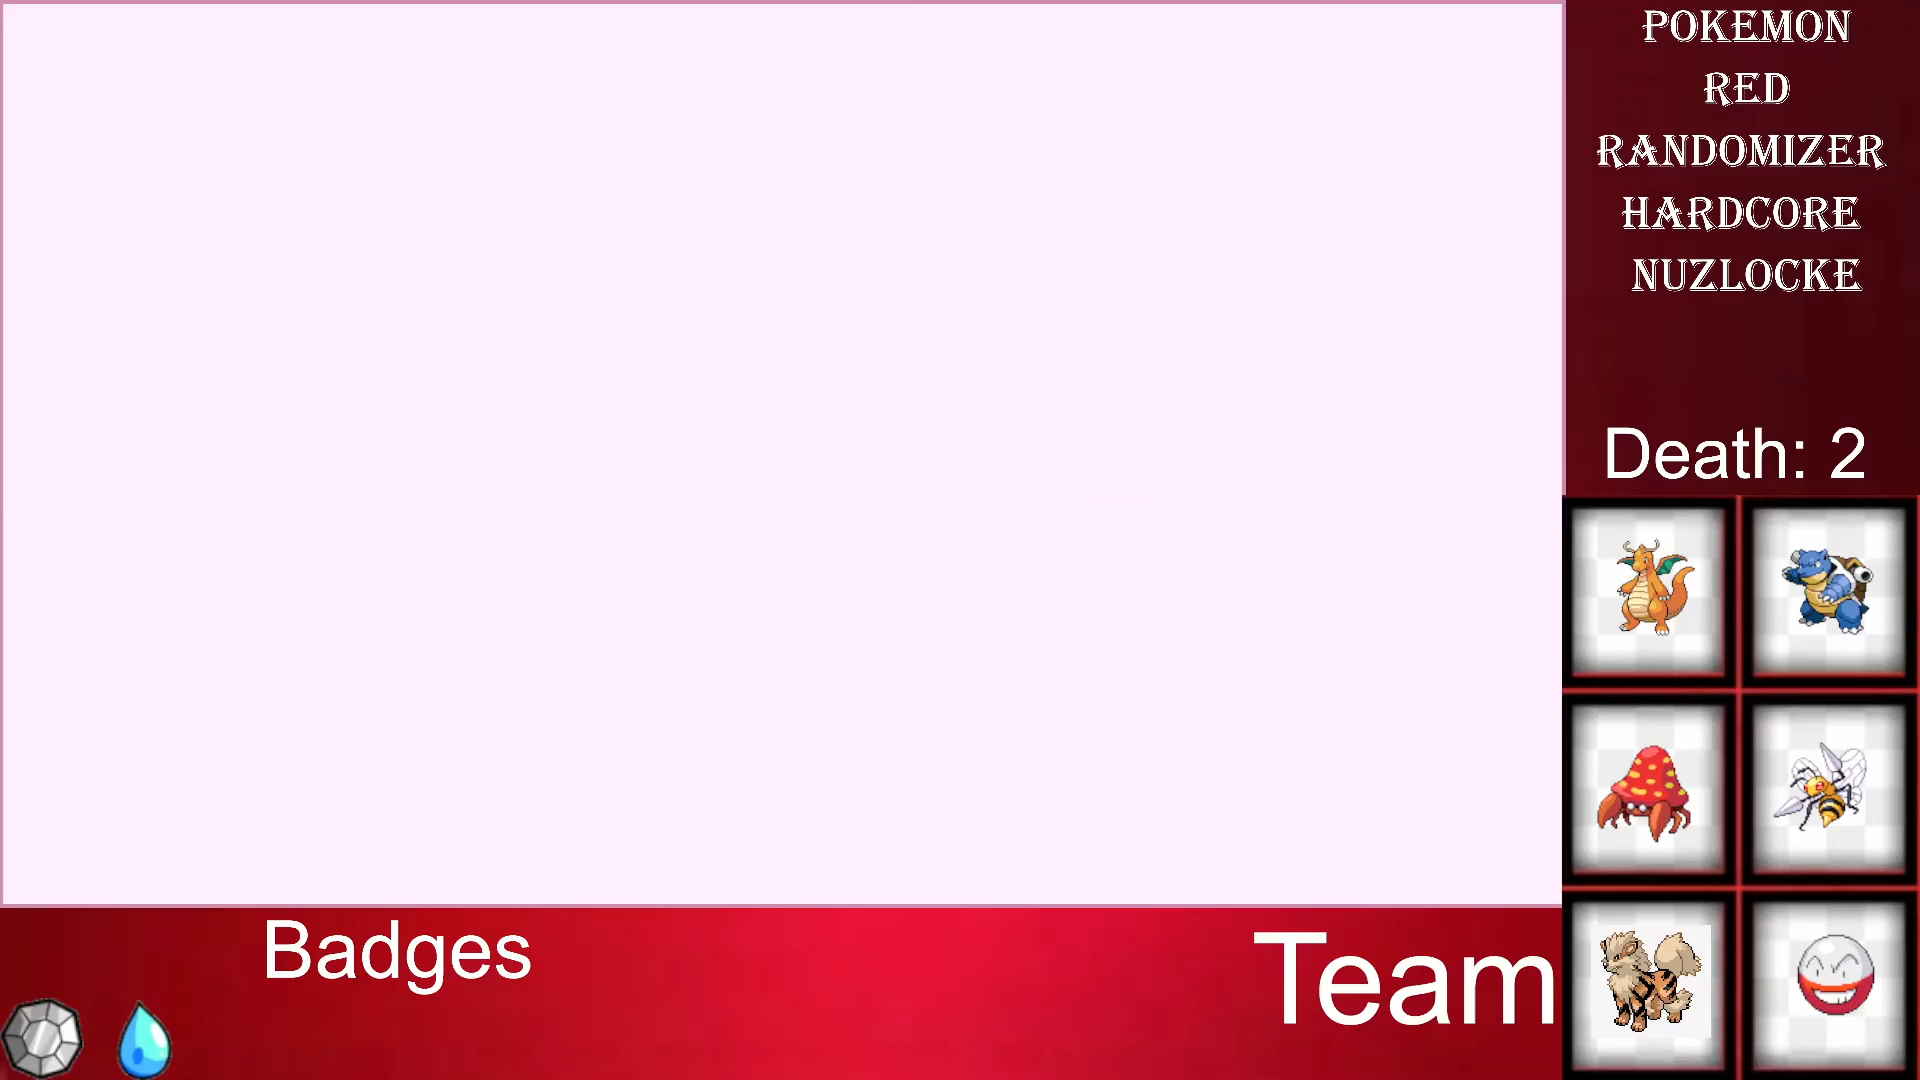 POKEMON
RED
RANDOMIZER
HARDCORE
NUZLOCKE
Death: 2
Badges
Team